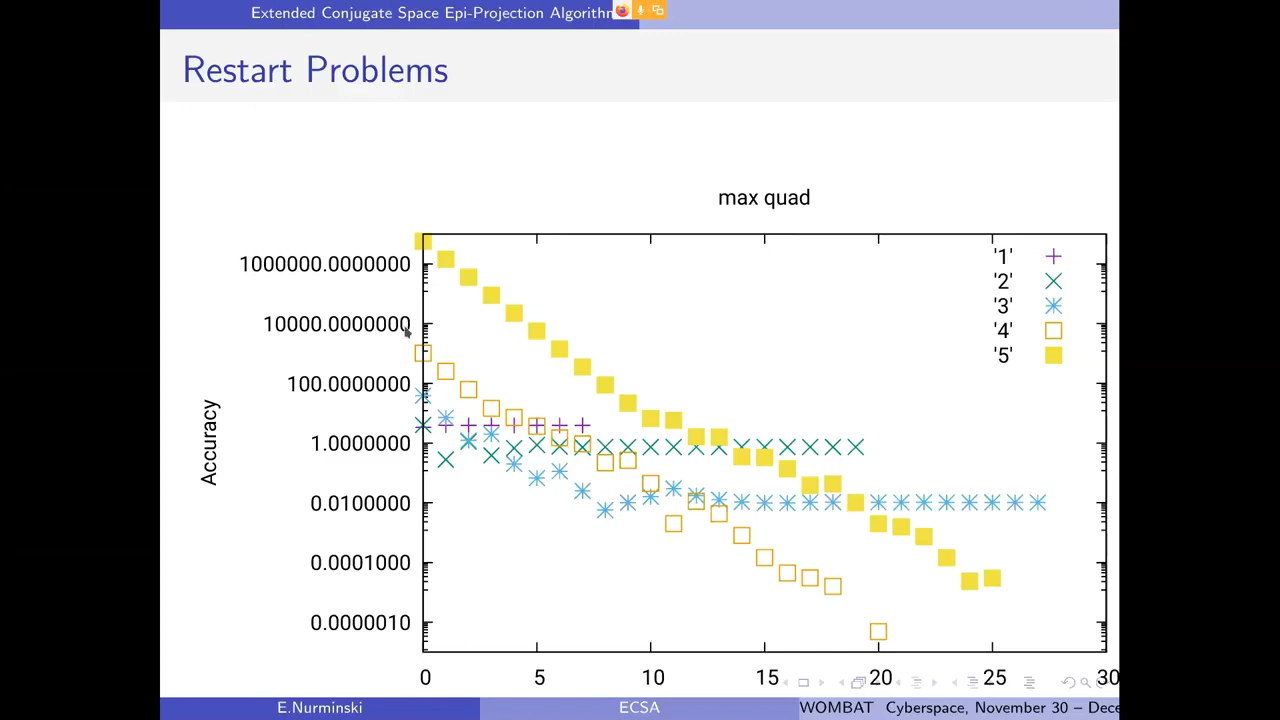 Extended Conjugate Space Epi-Projection Algorithm
Restart Problems
max quad
'1'
'2'
'3'
'4'
'5'
1000000.0000000
10000.0000000
100.0000000
1.0000000
0.0100000
0.0001000
0.0000010
Accuracy
0 5 10 15 20 25 30
E.Nurminski ECSA WOMBAT Cyberspace, November 30 – Dece